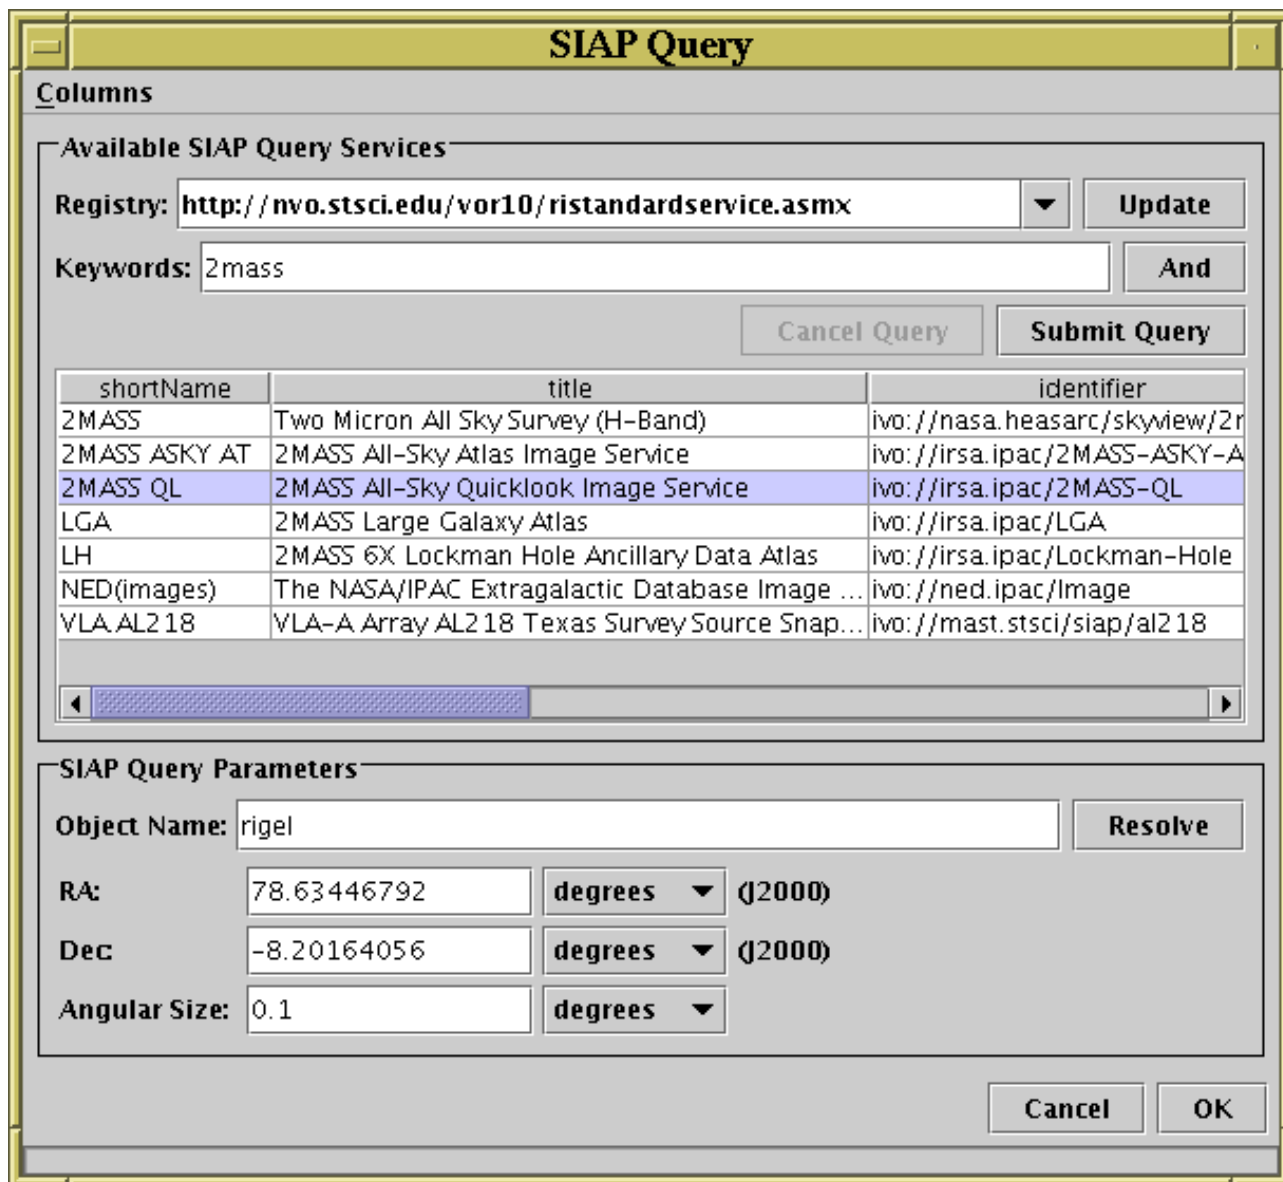 SIAP Query
Columns
Available SIAP Query Services
Registry: http://nvo.stsci.edu/vor10/ristandardservice.asmx Update
Keywords: 2mass And
Cancel Query Submit Query
shortName title identifier
2MASS Two Micron All Sky Survey (H-Band) ivo://nasa.heasarc/skyview/2r
2MASS ASKY AT 2MASS All-Sky Atlas Image Service ivo://irsa.ipac/2MASS-ASKY-A
2MASS QL 2MASS All-Sky Quicklook Image Service ivo://irsa.ipac/2MASS-QL
LGA 2MASS Large Galaxy Atlas ivo://irsa.ipac/LGA
LH 2MASS 6X Lockman Hole Ancillary Data Atlas ivo://irsa.ipac/Lockman-Hole
NED(images) The NASA/IPAC Extragalactic Database Image ... ivo://ned.ipac/Image
VLA.AL218 VLA-A Array AL218 Texas Survey Source Snap... ivo://mast.stsci/siap/al218
SIAP Query Parameters
Object Name: rigel Resolve
RA: 78.63446792 degrees (J2000)
Dec: -8.20164056 degrees (J2000)
Angular Size: 0.1 degrees
Cancel OK